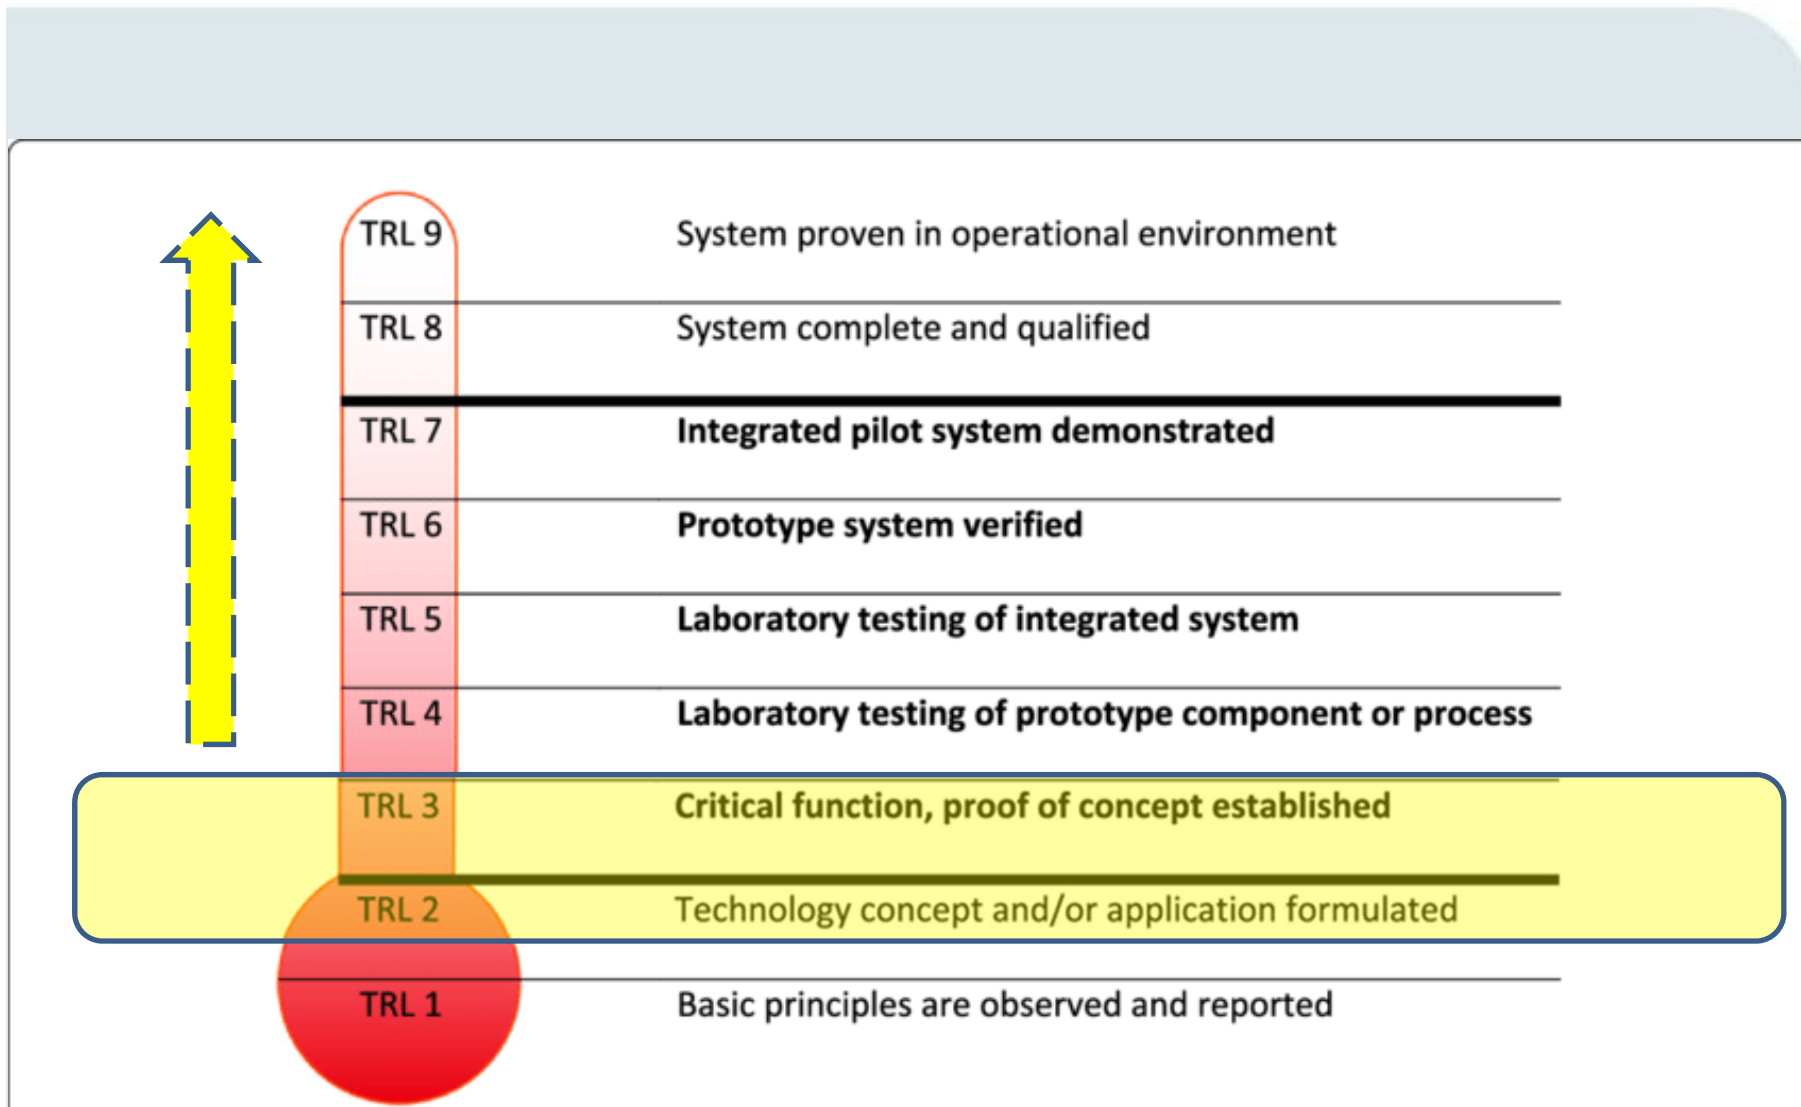 TRL 9 System proven in operational environment
TRL 8 System complete and qualified
TRL 7 Integrated pilot system demonstrated
TRL 6 Prototype system verified
TRL 5 Laboratory testing of integrated system
TRL 4 Laboratory testing of prototype component or process
TRL 3 Critical function, proof of concept established
TRL 2 Technology concept and/or application formulated
TRL 1 Basic principles are observed and reported